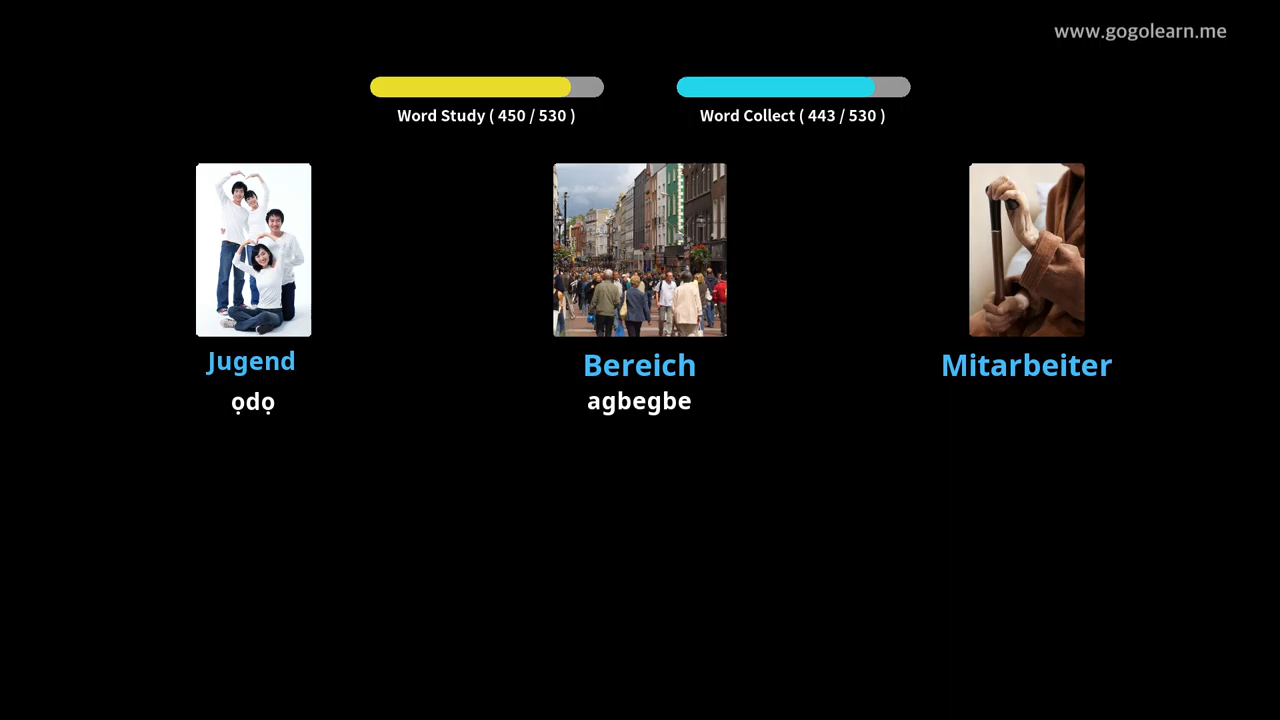 www.gogolearn.me
Word Study ( 450 / 530 )
Word Collect ( 443 / 530 )
Jugend
Bereich
Mitarbeiter
ọdọ
agbegbe